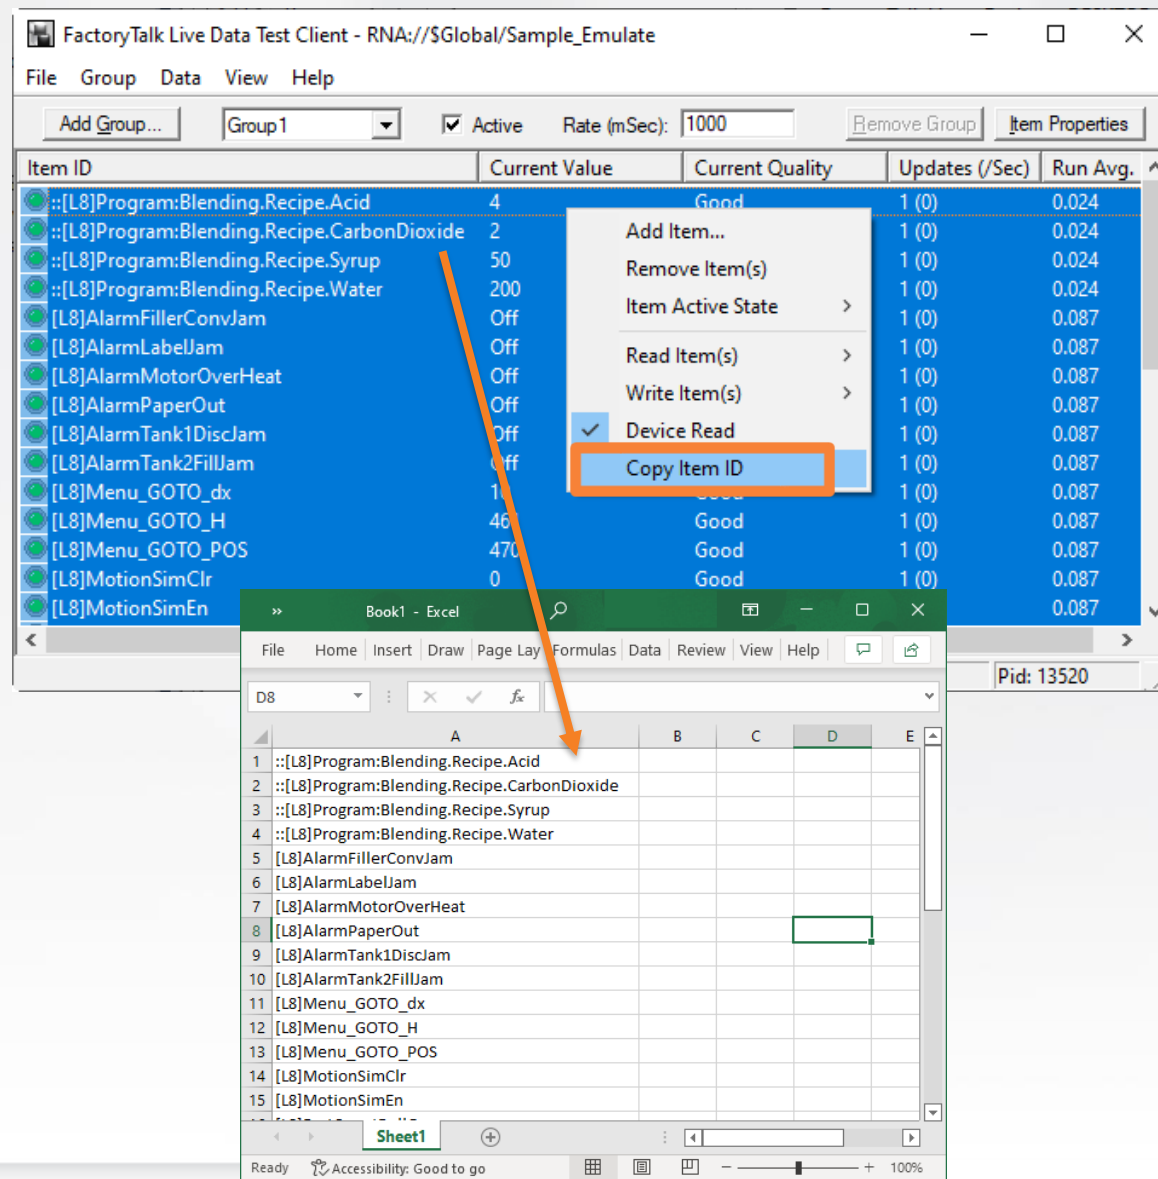 FactoryTalk Live Data Test Client - RNA://$Global/Sample_Emulate
File Group Data View Help
Add Group... Group1 Active Rate (mSec): 1000 Remove Group Item Properties
Item ID Current Value Current Quality Updates (/Sec) Run Avg.
::[L8]Program:Blending.Recipe.Acid 4 Good 1 (0) 0.024
::[L8]Program:Blending.Recipe.CarbonDioxide 2 1 (0) 0.024
::[L8]Program:Blending.Recipe.Syrup 50 1 (0) 0.024
::[L8]Program:Blending.Recipe.Water 200 1 (0) 0.024
[L8]AlarmFillerConvJam Off 1 (0) 0.087
[L8]AlarmLabelJam Off 1 (0) 0.087
[L8]AlarmMotorOverHeat Off 1 (0) 0.087
[L8]AlarmPaperOut Off 1 (0) 0.087
[L8]AlarmTank1DiscJam Off 1 (0) 0.087
[L8]AlarmTank2FillJam Off 1 (0) 0.087
[L8]Menu_GOTO_dx Good 1 (0) 0.087
[L8]Menu_GOTO_H Good 1 (0) 0.087
[L8]Menu_GOTO_POS 470 Good 1 (0) 0.087
[L8]MotionSimClr 0 Good 1 (0) 0.087
[L8]MotionSimEn 0.087
Add Item...
Remove Item(s)
Item Active State
Read Item(s)
Write Item(s)
Device Read
Copy Item ID
Pid: 13520
Book1 - Excel
File Home Insert Draw Page Lay Formulas Data Review View Help
D8 fx
A B C D E
1 ::[L8]Program:Blending.Recipe.Acid
2 ::[L8]Program:Blending.Recipe.CarbonDioxide
3 ::[L8]Program:Blending.Recipe.Syrup
4 ::[L8]Program:Blending.Recipe.Water
5 [L8]AlarmFillerConvJam
6 [L8]AlarmLabelJam
7 [L8]AlarmMotorOverHeat
8 [L8]AlarmPaperOut
9 [L8]AlarmTank1DiscJam
10 [L8]AlarmTank2FillJam
11 [L8]Menu_GOTO_dx
12 [L8]Menu_GOTO_H
13 [L8]Menu_GOTO_POS
14 [L8]MotionSimClr
15 [L8]MotionSimEn
Sheet1
Ready Accessibility: Good to go 100%